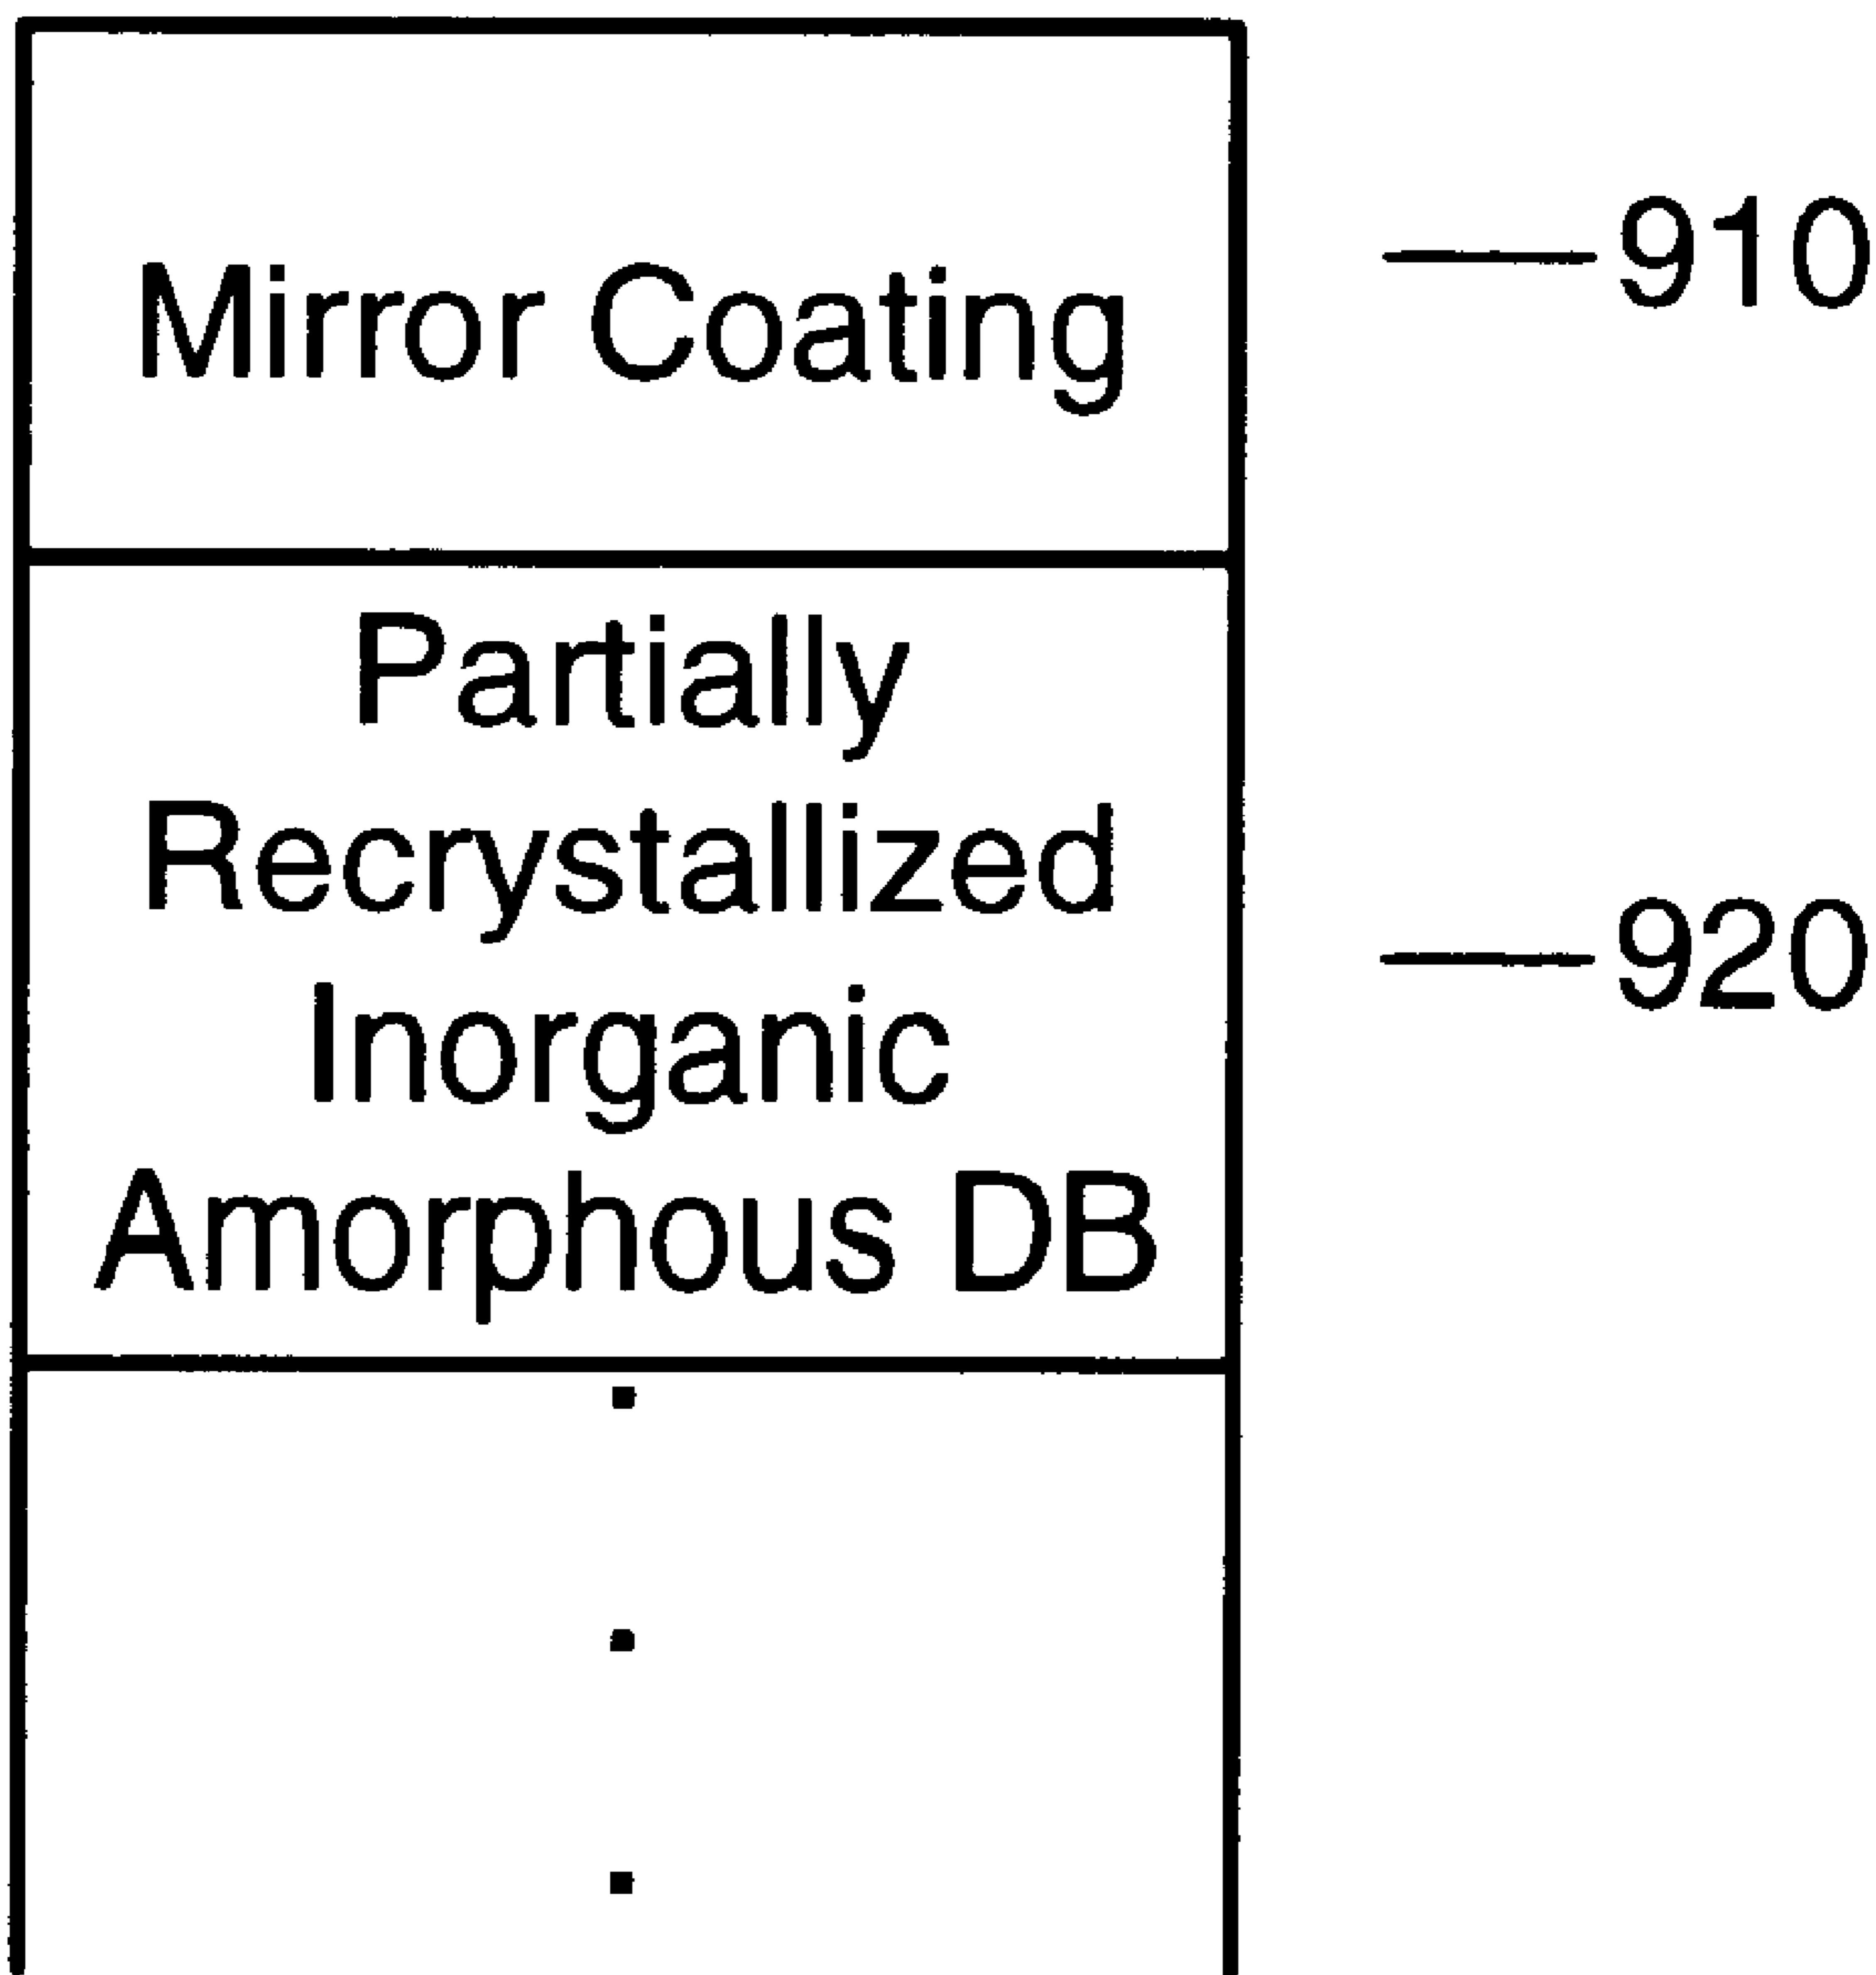 Mirror Coating
910
Partially
Recrystallized
Inorganic
Amorphous DB
920